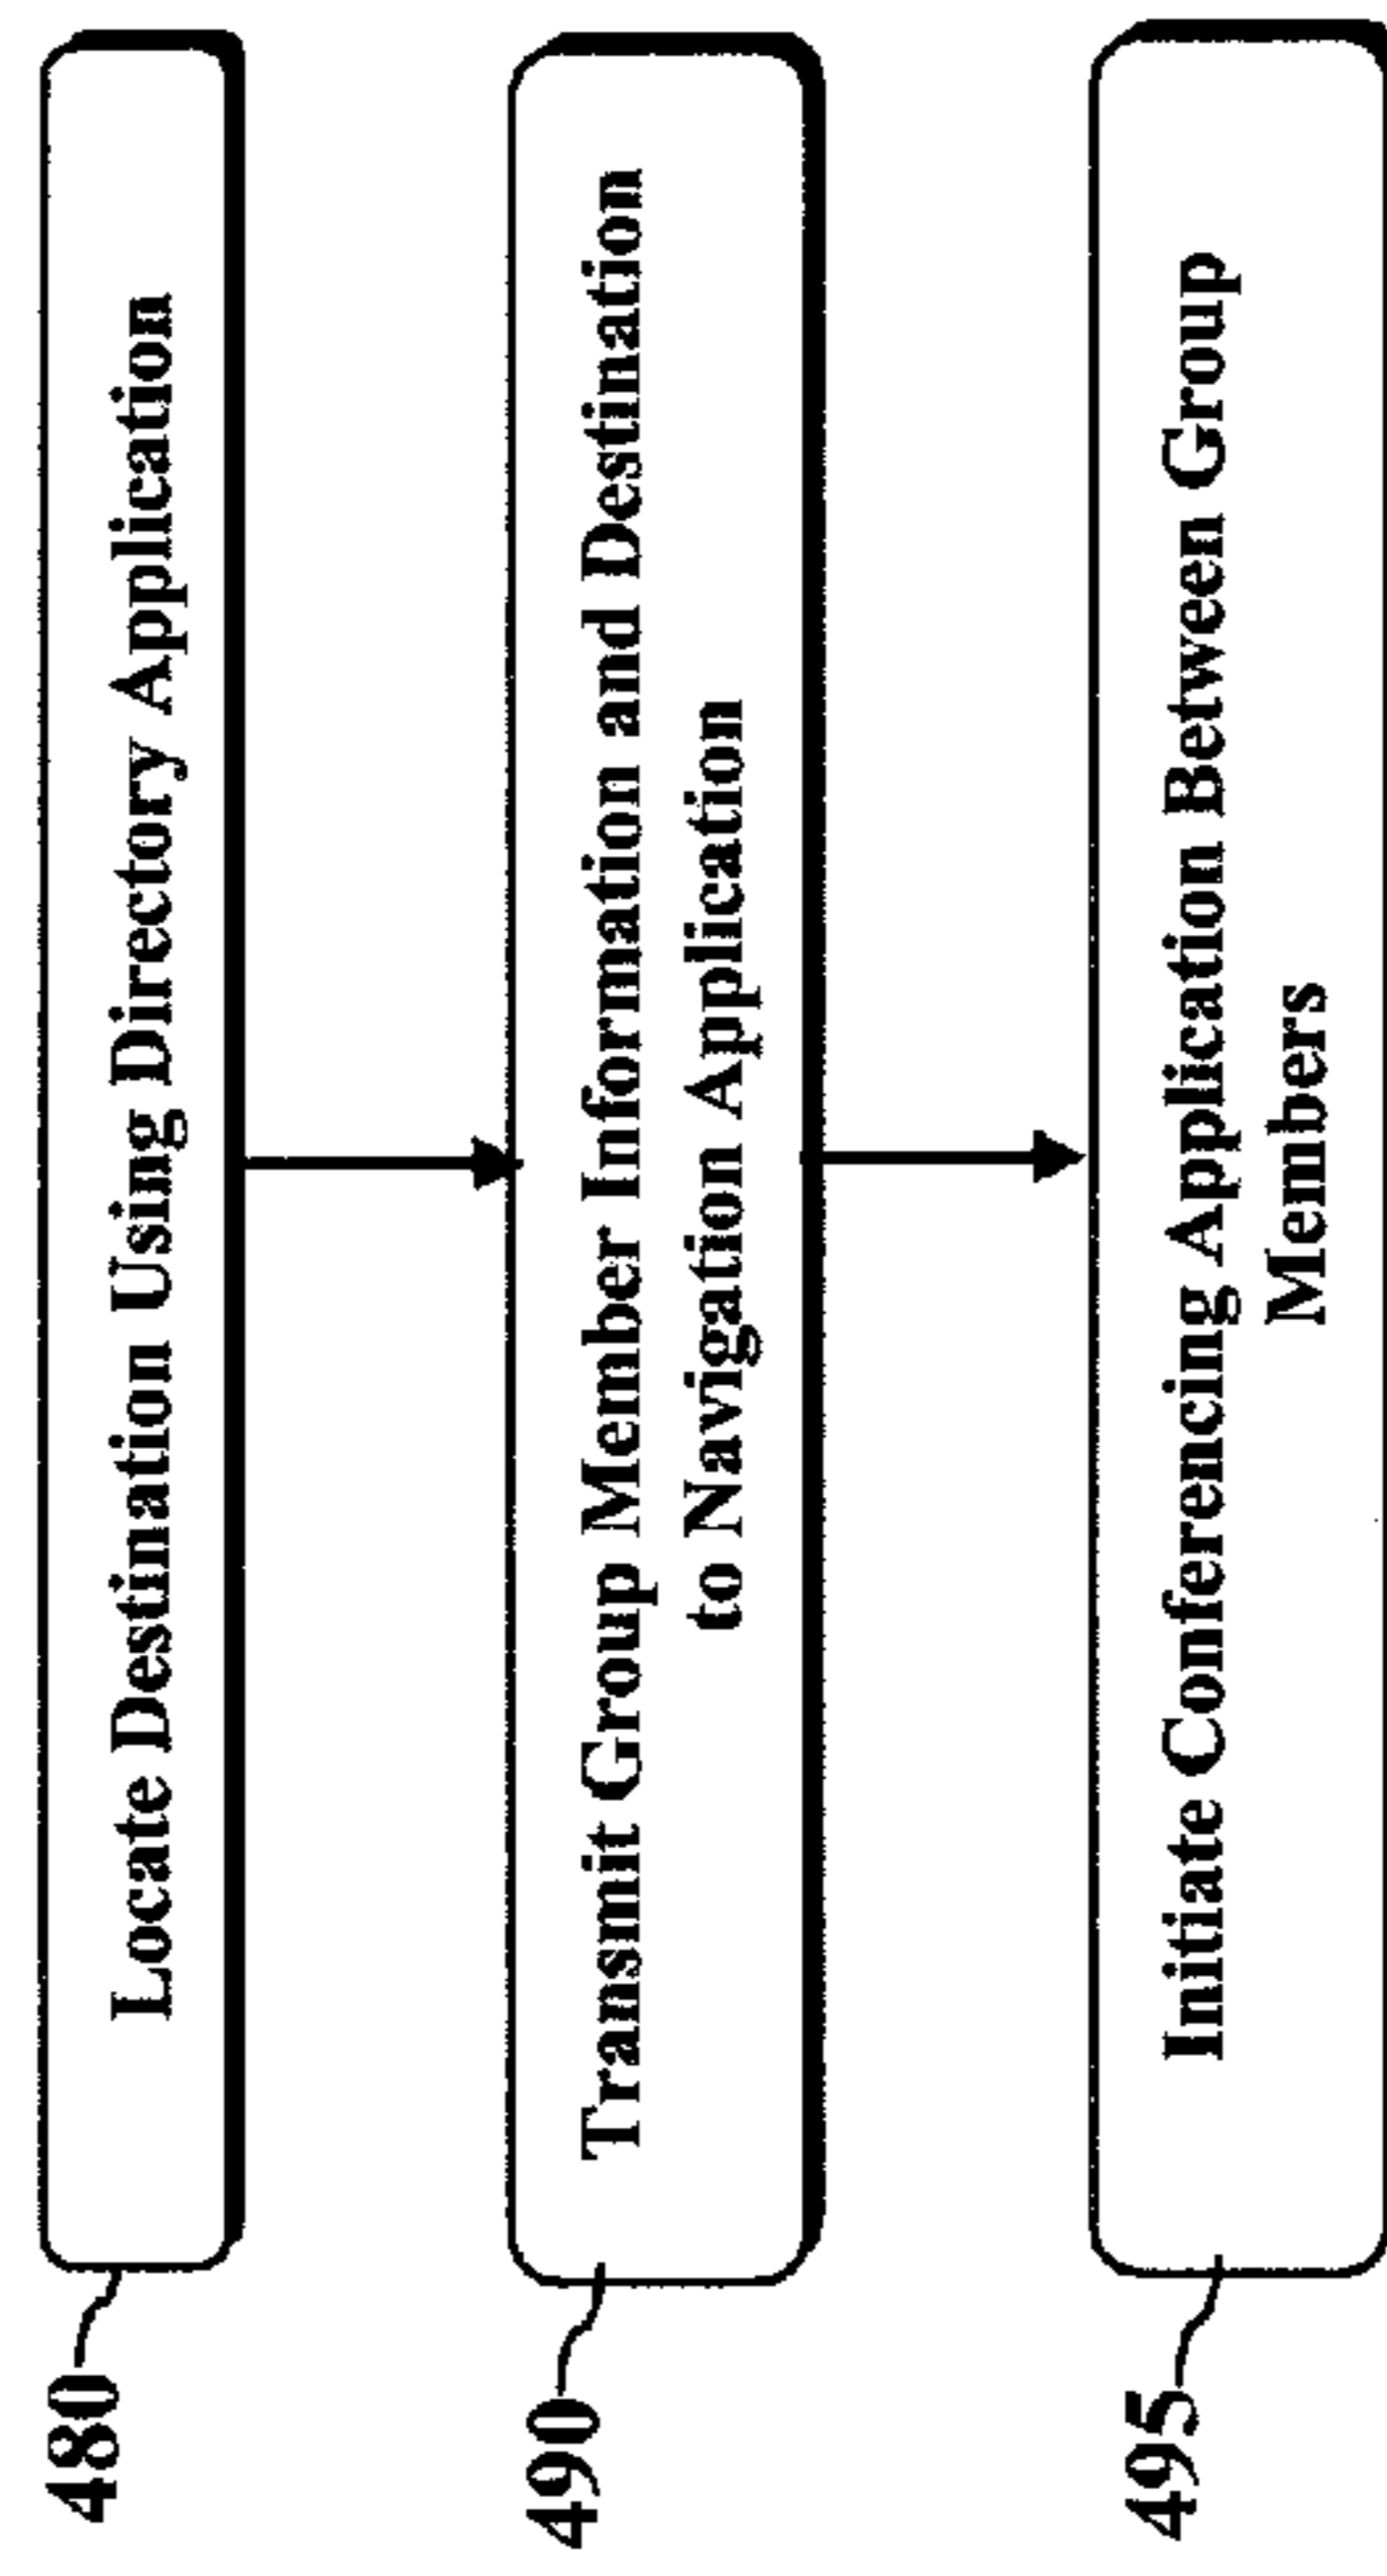 480
Locate Destination Using Directory Application
490
Transmit Group Member Information and Destination
to Navigation Application
495
Initiate Conferencing Application Between Group
Members